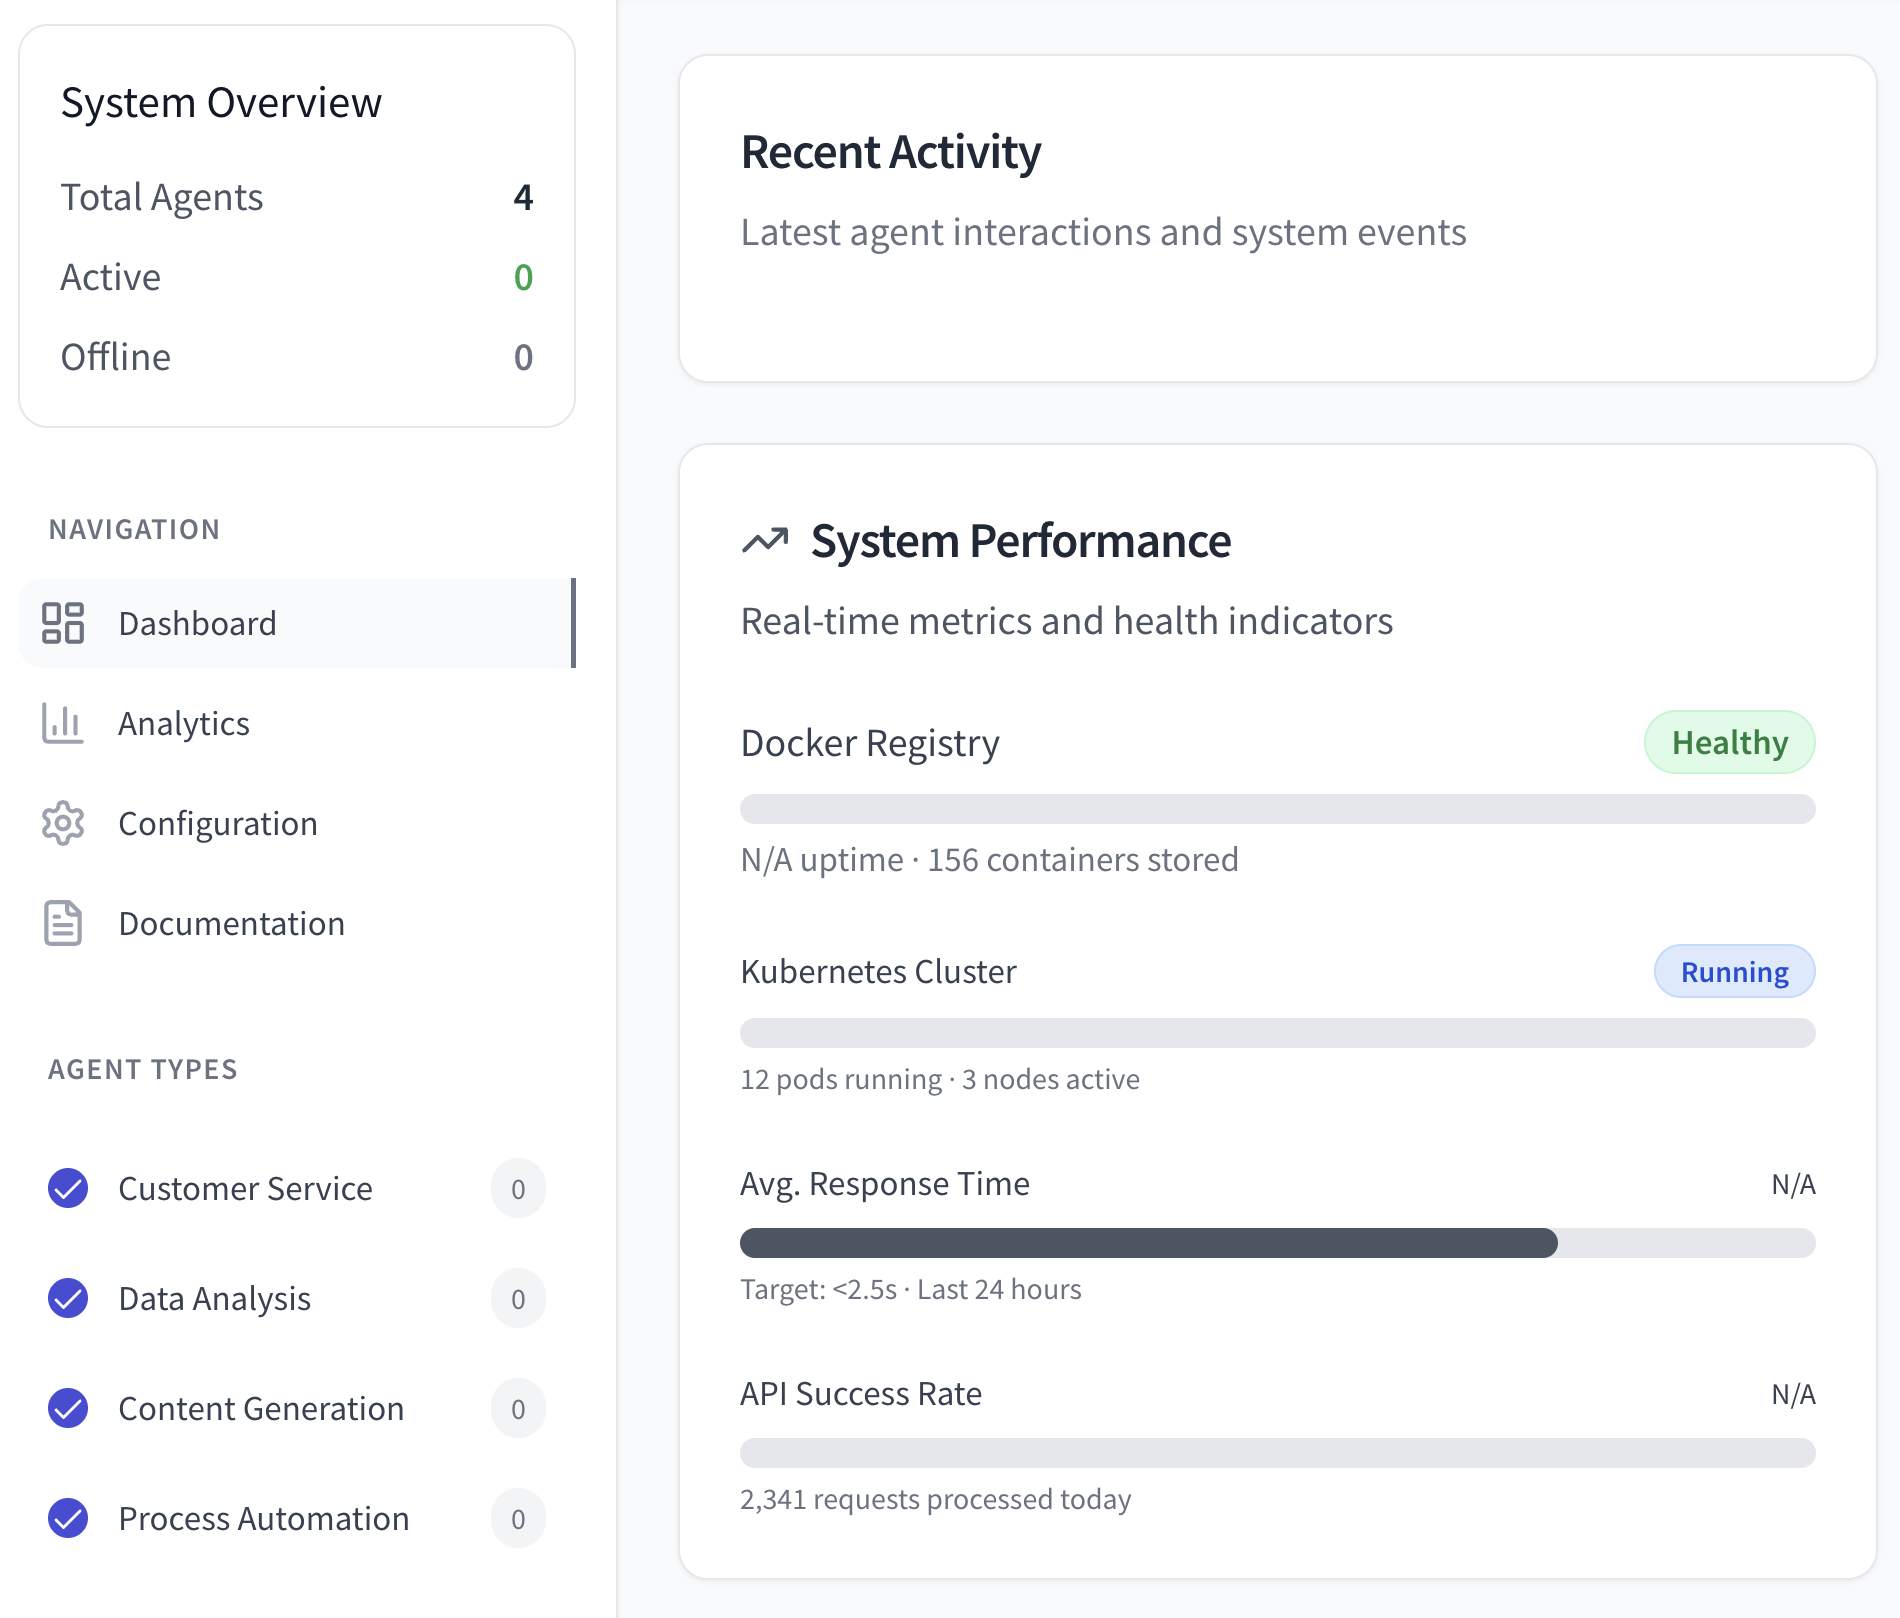 System Overview
Total Agents 4
Active 0
Offline 0
NAVIGATION
Dashboard
Analytics
Configuration
Documentation
AGENT TYPES
Customer Service 0
Data Analysis 0
Content Generation 0
Process Automation 0
Recent Activity
Latest agent interactions and system events
System Performance
Real-time metrics and health indicators
Docker Registry Healthy
N/A uptime · 156 containers stored
Kubernetes Cluster Running
12 pods running · 3 nodes active
Avg. Response Time N/A
Target: <2.5s · Last 24 hours
API Success Rate N/A
2,341 requests processed today